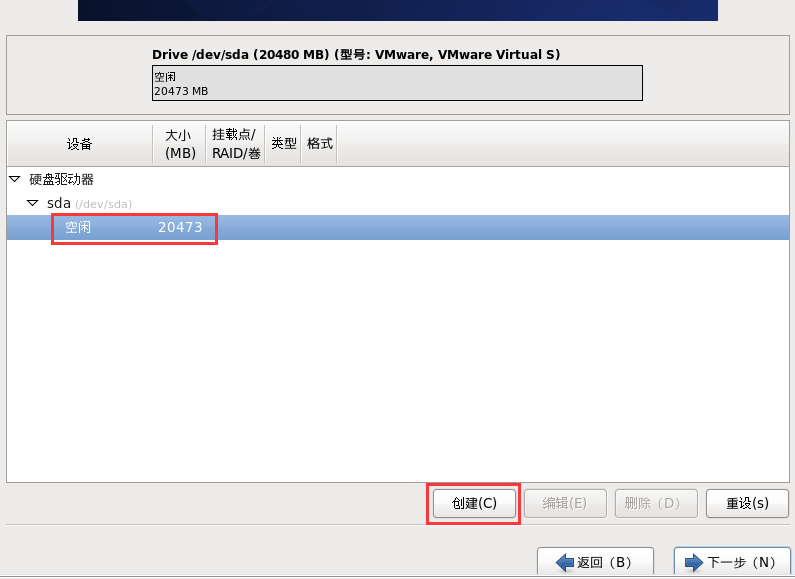 Drive /dev/sda (20480 MB) (型号: VMware, VMware Virtual S)
空闲
20473 MB
设备
大小
(MB)
挂载点/
RAID/卷
类型
格式
硬盘驱动器
sda (/dev/sda)
空闲 20473
创建(C) 编辑(E) 删除（D） 重设(s)
返回（B） 下一步（N）